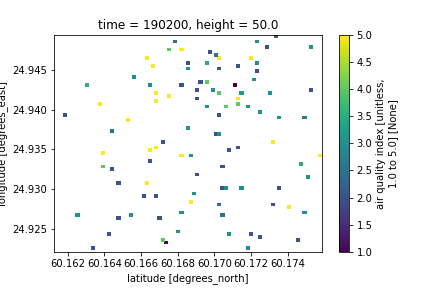 time = 190200, height = 50.0
longitude [degrees_east]
24.945
24.940
24.935
24.930
24.925
60.162 60.164 60.166 60.168 60.170 60.172 60.174
latitude [degrees_north]
5.0
4.5
4.0
3.5
3.0
2.5
2.0
1.5
1.0
air quality index [unitless,
1.0 to 5.0] [None]